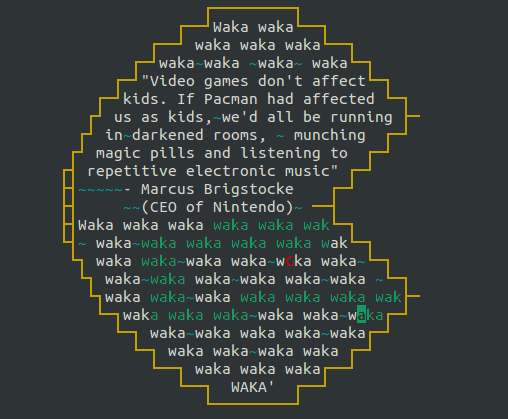 Waka waka
waka waka waka
waka~waka ~waka~ waka
"Video games don't affect
kids. If Pacman had affected
us as kids,~we'd all be running
in~darkened rooms, ~ munching
magic pills and listening to
repetitive electronic music"
~~~~~- Marcus Brigstocke
~~(CEO of Nintendo)~
Waka waka waka waka waka wak
~ waka~waka waka waka waka wak
waka waka~waka waka~wGka waka~
waka~waka waka~waka waka~waka ~
waka waka~waka waka waka waka wak
waka waka waka~waka waka~waka
waka~waka waka waka~waka
waka waka~waka waka
waka waka waka
WAKA'